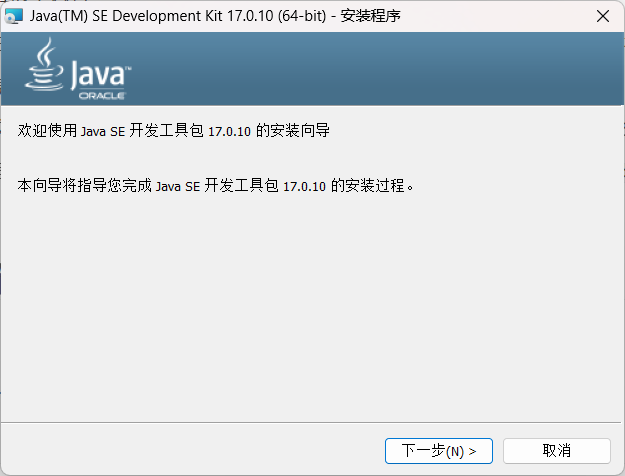 Java(TM) SE Development Kit 17.0.10 (64-bit) - 安装程序
Java™
ORACLE
欢迎使用 Java SE 开发工具包 17.0.10 的安装向导
本向导将指导您完成 Java SE 开发工具包 17.0.10 的安装过程。
下一步(N) >
取消